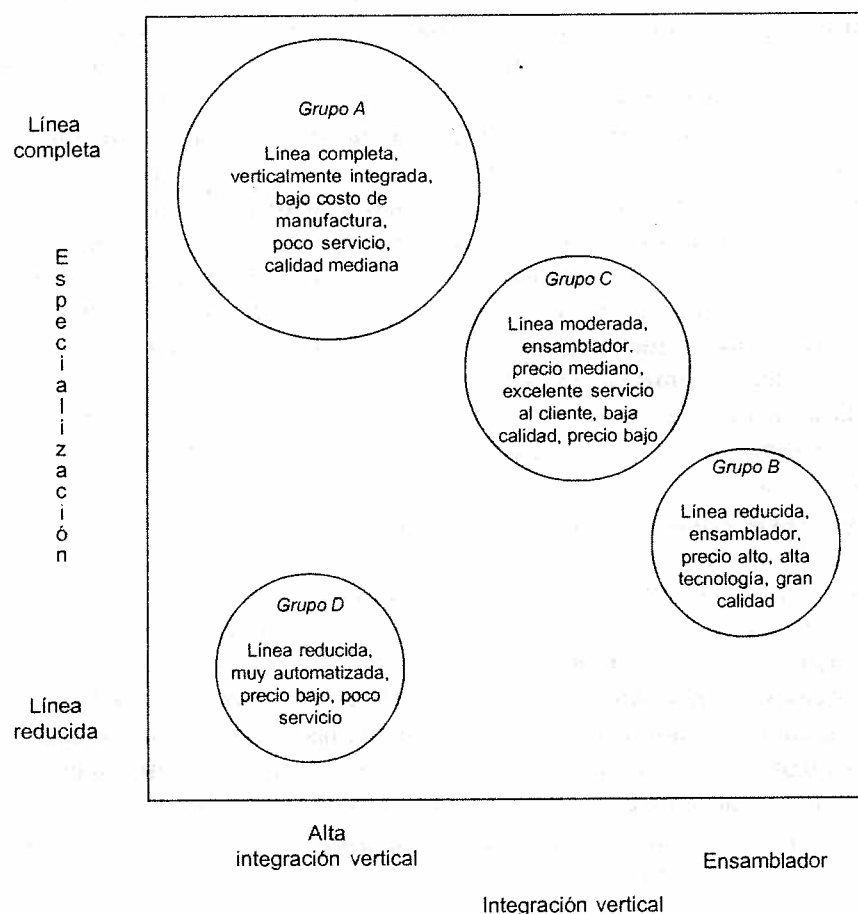 Línea
completa
Especialización
Línea
reducida
Grupo A
Línea completa,
verticalmente integrada,
bajo costo de
manufactura,
poco servicio,
calidad mediana
Grupo C
Línea moderada,
ensamblador,
precio mediano,
excelente servicio
al cliente, baja
calidad, precio bajo
Grupo B
Línea reducida,
ensamblador,
precio alto, alta
tecnología, gran
calidad
Grupo D
Línea reducida,
muy automatizada,
precio bajo, poco
servicio
Alta
integración vertical
Ensamblador
Integración vertical